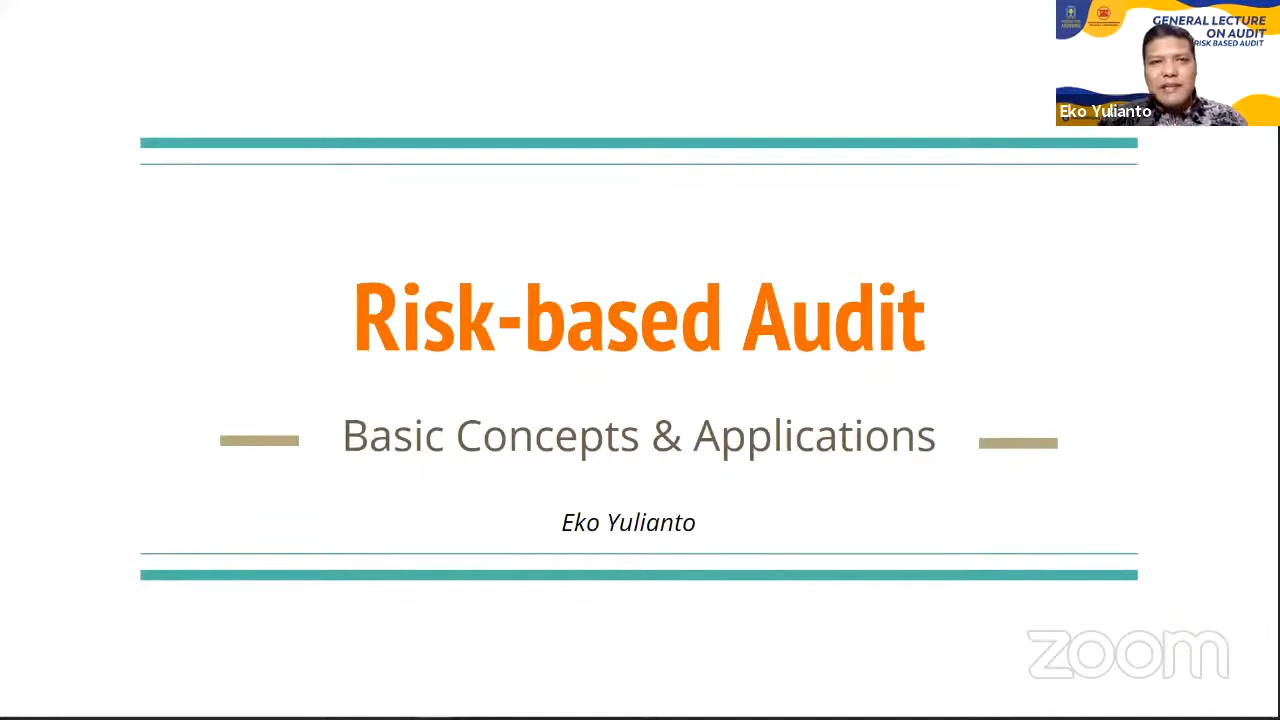 GENERAL LECTURE
ON AUDIT
RISK BASED AUDIT
Eko Yulianto
Risk-based Audit
Basic Concepts & Applications
Eko Yulianto
zoom